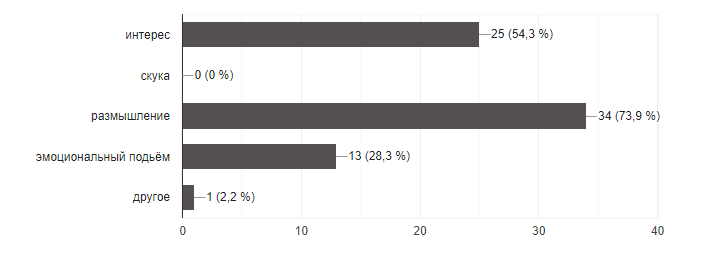 интерес 25 (54,3 %)
скука 0 (0 %)
размышление 34 (73,9 %)
эмоциональный подъём 13 (28,3 %)
другое 1 (2,2 %)
0 10 20 30 40